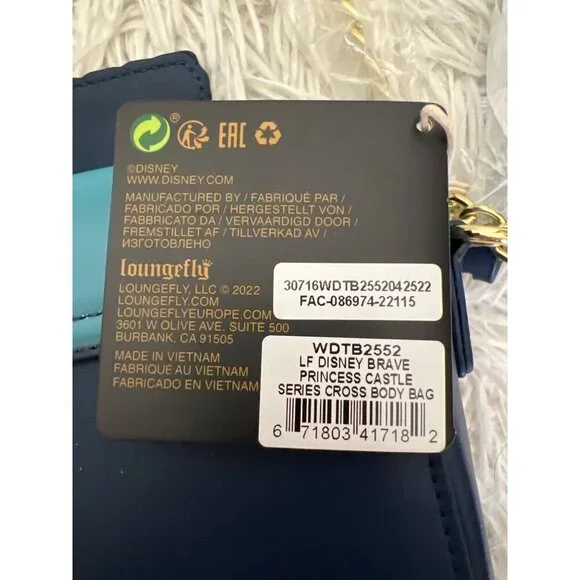 ® EAC
©DISNEY
WWW.DISNEY.COM
MANUFACTURED BY / FABRIQUÉ PAR /
FABRICADO POR / HERGESTELLT VON /
FABBRICATO DA / VERVAARDIGD DOOR /
FREMSTILLET AF / TILLVERKAD AV /
ИЗГОТОВЛЕНО
loungefly
LOUNGEFLY, LLC © 2022
LOUNGEFLY.COM
LOUNGEFLYEUROPE.COM
3601 W OLIVE AVE, SUITE 500
BURBANK, CA 91505
MADE IN VIETNAM
FABRIQUE AU VIETNAM
FABRICADO EN VIETNAM
30716WDTB2552042522
FAC-086974-22115
WDTB2552
LF DISNEY BRAVE
PRINCESS CASTLE
SERIES CROSS BODY BAG
6 71803 41718 2